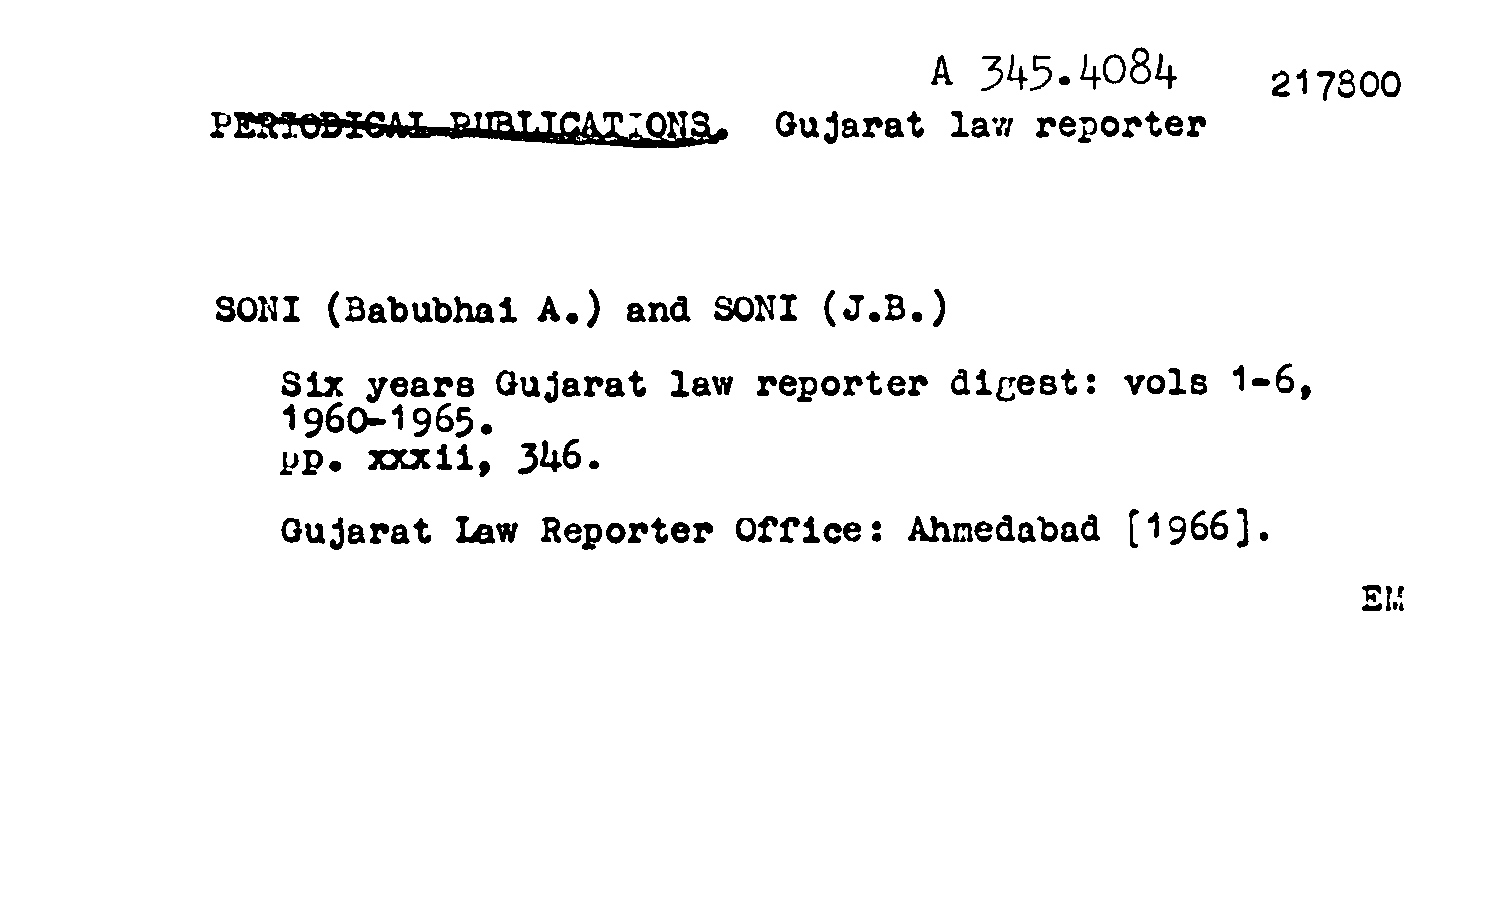 A 345.4084 217800
PERIODICAL PUBLICATIONS. Gujarat law reporter
SONI (Babubhai A.) and SONI (J.B.)
Six years Gujarat law reporter digest: vols 1-6,
1960-1965.
pp. xxxii, 346.
Gujarat Law Reporter Office: Ahmedabad [1966].
EM